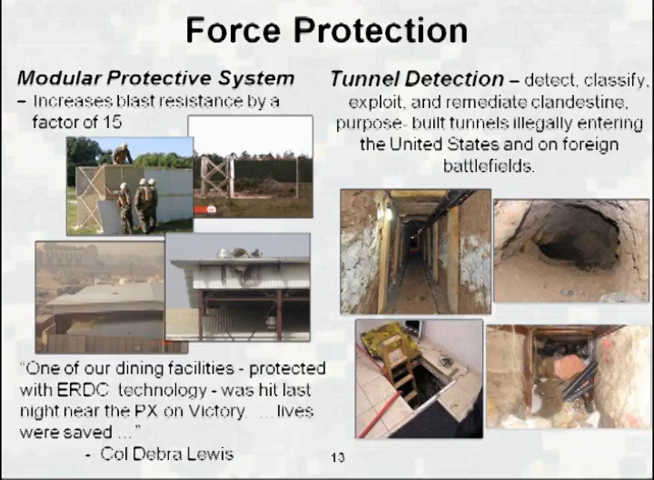 Force Protection
Modular Protective System
– Increases blast resistance by a
factor of 15
Tunnel Detection – detect, classify,
exploit, and remediate clandestine,
purpose- built tunnels illegally entering
the United States and on foreign
battlefields.
"One of our dining facilities - protected
with ERDC technology - was hit last
night near the PX on Victory. ...lives
were saved ..."
- Col Debra Lewis
13